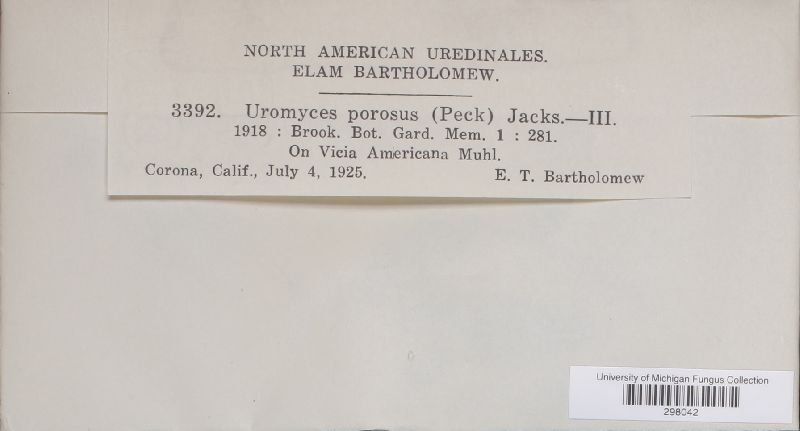 NORTH AMERICAN UREDINALES.
ELAM BARTHOLOMEW.
3392. Uromyces porosus (Peck) Jacks.—III.
1918 : Brook. Bot. Gard. Mem. 1 : 281.
On Vicia Americana Muhl.
Corona, Calif., July 4, 1925. E. T. Bartholomew
University of Michigan Fungus Collection
298042